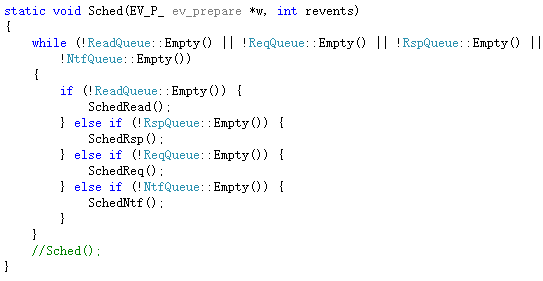 static void Sched(EV_P_ ev_prepare *w, int revents)
{
    while (!ReadQueue::Empty() || !ReqQueue::Empty() || !RspQueue::Empty() ||
        !NtfQueue::Empty())
    {
        if (!ReadQueue::Empty()) {
            SchedRead();
        } else if (!RspQueue::Empty()) {
            SchedRsp();
        } else if (!ReqQueue::Empty()) {
            SchedReq();
        } else if (!NtfQueue::Empty()) {
            SchedNtf();
        }
    }
    //Sched();
}